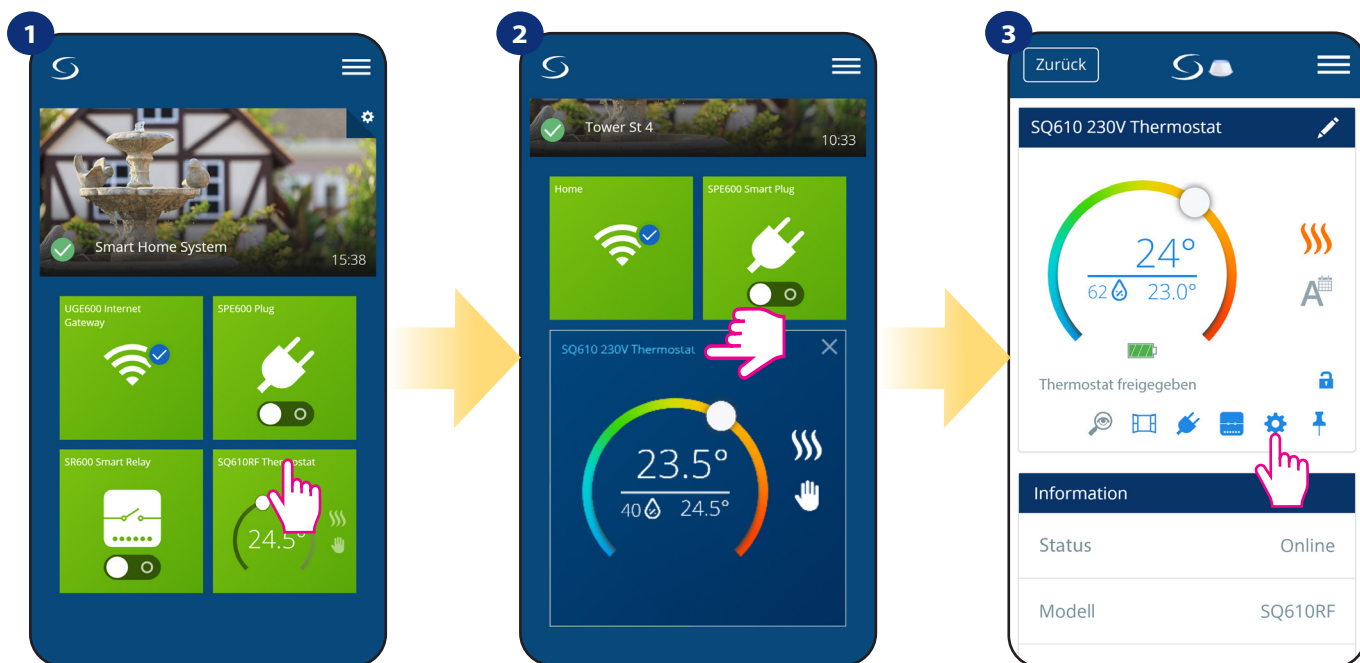 1
Smart Home System
15:38
UGE600 Internet
Gateway
SPE600 Plug
SR600 Smart Relay
SQ610RF Thermostat
24.5°
2
Tower St 4
10:33
Home
SPE600 Smart Plug
SQ610 230V Thermostat
23.5°
40 24.5°
3
Zurück
SQ610 230V Thermostat
24°
62 23.0°
A
Thermostat freigegeben
Information
Status Online
Modell SQ610RF